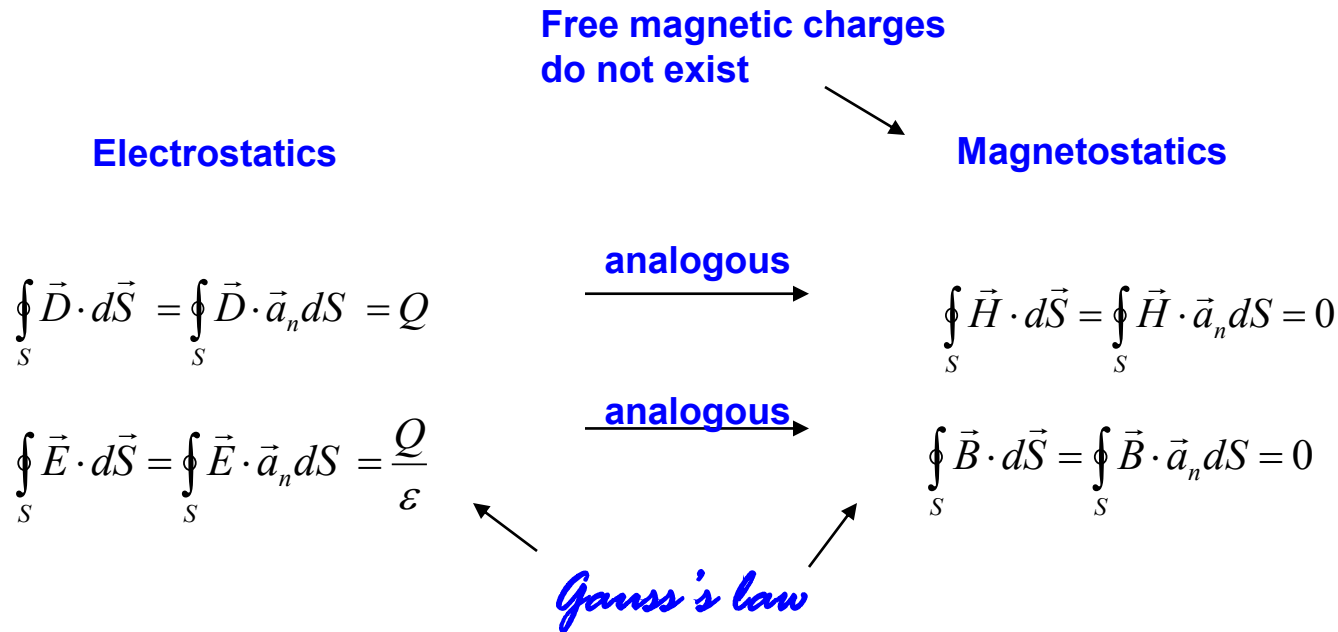 Free magnetic charges
do not exist
Electrostatics
Magnetostatics
analogous
∮_S D⃗ · dS⃗ = ∮_S D⃗ · a⃗_n dS = Q
∮_S H⃗ · dS⃗ = ∮_S H⃗ · a⃗_n dS = 0
analogous
∮_S E⃗ · dS⃗ = ∮_S E⃗ · a⃗_n dS = Q/ε
∮_S B⃗ · dS⃗ = ∮_S B⃗ · a⃗_n dS = 0
Gauss's law